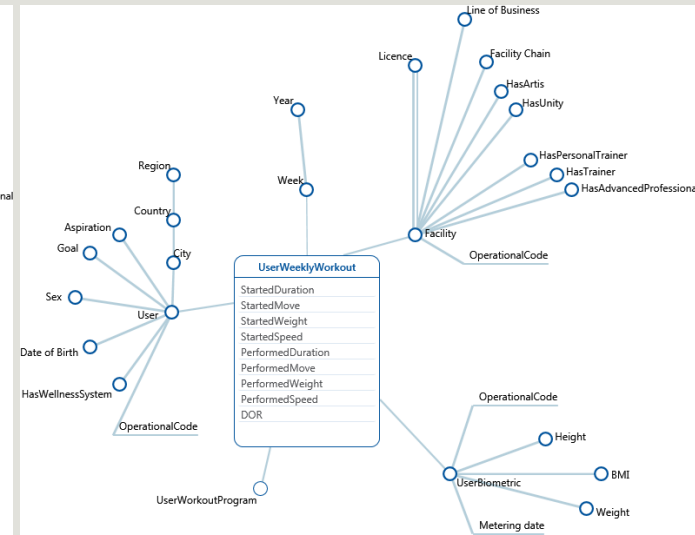 Line of Business
Facility Chain
Licence
HasArtis
HasUnity
Year
HasPersonalTrainer
Region
HasTrainer
Week
HasAdvancedProfessiona
nal
Country
Aspiration
Facility
Goal
City
OperationalCode
UserWeeklyWorkout
StartedDuration
StartedMove
StartedWeight
StartedSpeed
PerformedDuration
PerformedMove
PerformedWeight
PerformedSpeed
DOR
Sex
User
Date of Birth
HasWellnessSystem
OperationalCode
OperationalCode
Height
BMI
UserBiometric
Weight
Metering date
UserWorkoutProgram